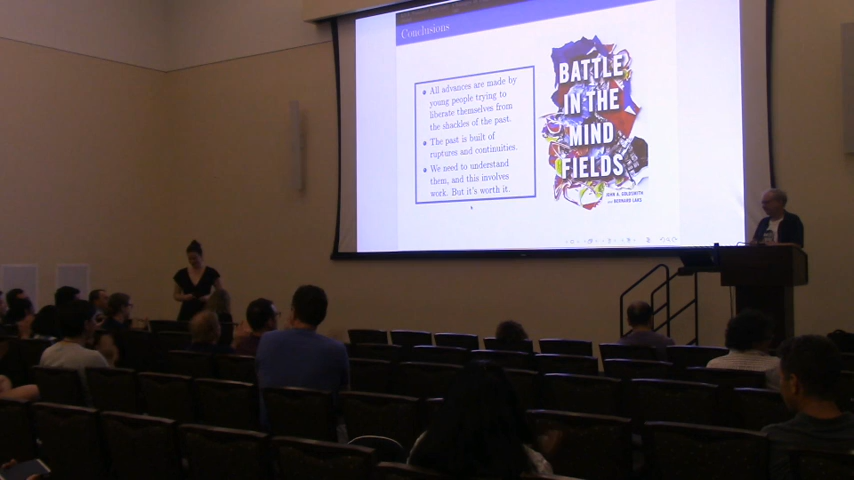 Conclusions
All advances are made by
young people trying to
liberate themselves from
the shackles of the past.
The past is built of
ruptures and continuities.
We need to understand
them, and this involves
work. But it's worth it.
BATTLE
IN THE
MIND
FIELDS
JOHN A. GOLDSMITH
AND BERNARD LAKS